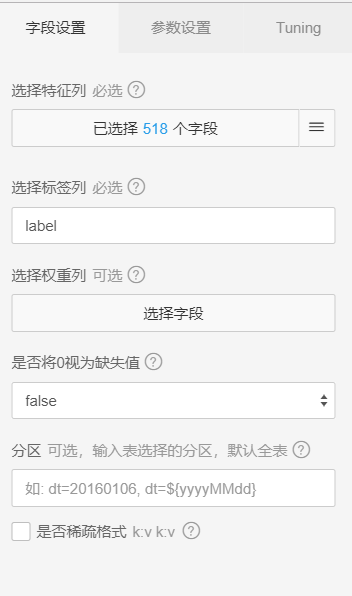 字段设置 参数设置 Tuning
选择特征列 必选 ?
已选择 518 个字段
选择标签列 必选 ?
label
选择权重列 可选 ?
选择字段
是否将0视为缺失值 ?
false
分区 可选，输入表选择的分区，默认全表 ?
如: dt=20160106, dt=${yyyyMMdd}
是否稀疏格式 k:v k:v ?